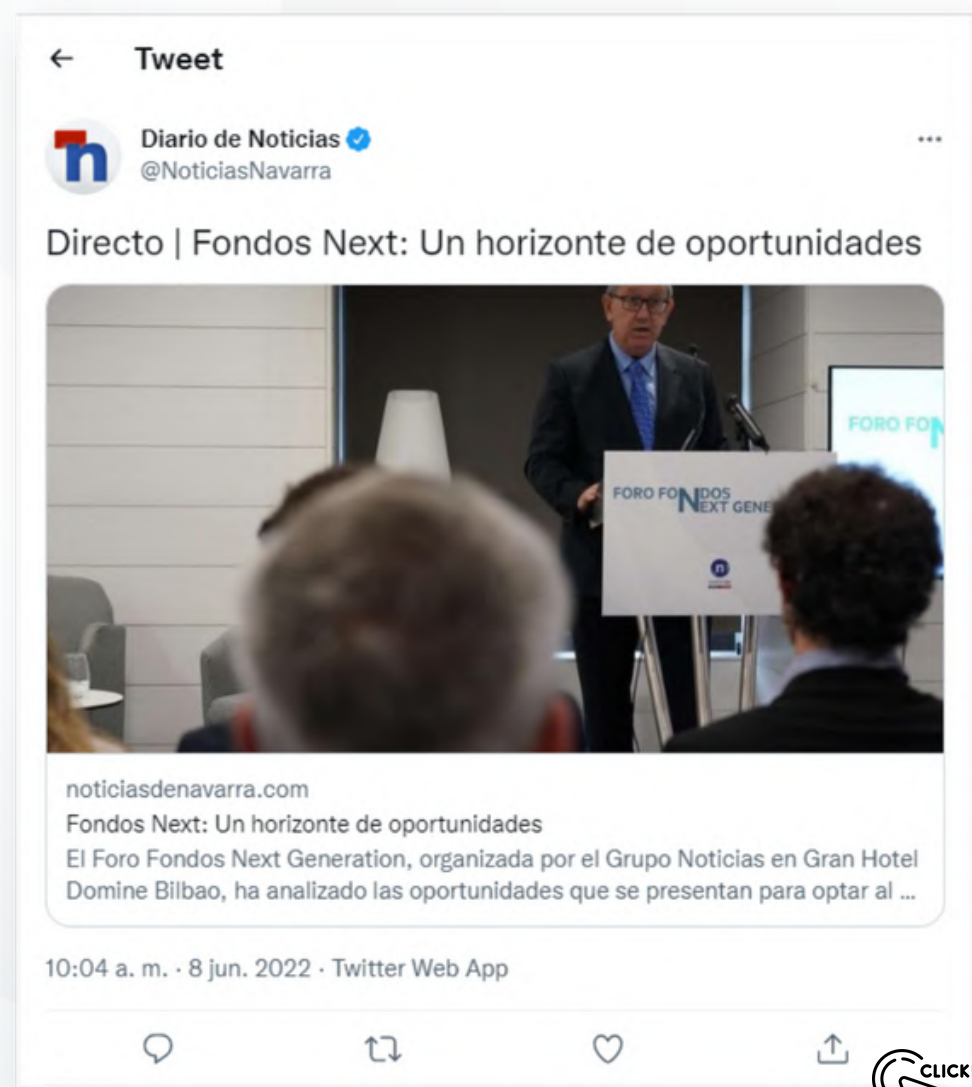 Tweet
Diario de Noticias
@NoticiasNavarra
Directo | Fondos Next: Un horizonte de oportunidades
FORO FO
N
FORO FONDOS
NEXT GENE
n
noticiasdenavarra.com
Fondos Next: Un horizonte de oportunidades
El Foro Fondos Next Generation, organizada por el Grupo Noticias en Gran Hotel
Domine Bilbao, ha analizado las oportunidades que se presentan para optar al ...
10:04 a. m. · 8 jun. 2022 · Twitter Web App
CLICK